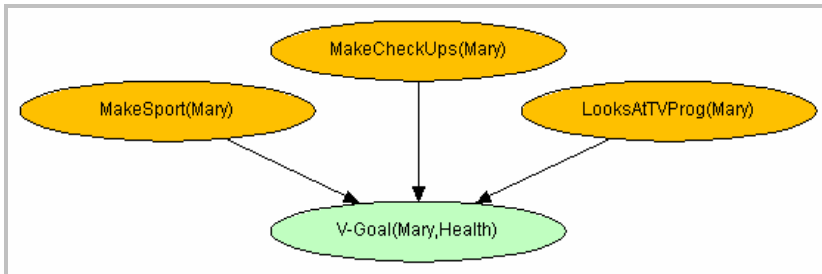 MakeCheckUps(Mary)
MakeSport(Mary)
LooksAtTVProg(Mary)
V-Goal(Mary,Health)